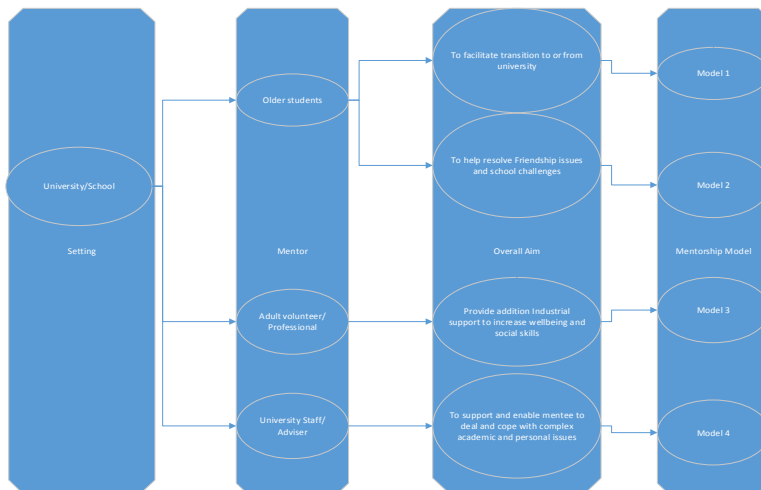 To facilitate transition to or from
university
Model 1
Older students
To help resolve Friendship issues
and school challenges
Model 2
University/School
Setting
Mentor
Overall Aim
Mentorship Model
Adult volunteer/
Professional
Provide addition Industrial
support to increase wellbeing and
social skills
Model 3
University Staff/
Adviser
To support and enable mentee to
deal and cope with complex
academic and personal issues
Model 4